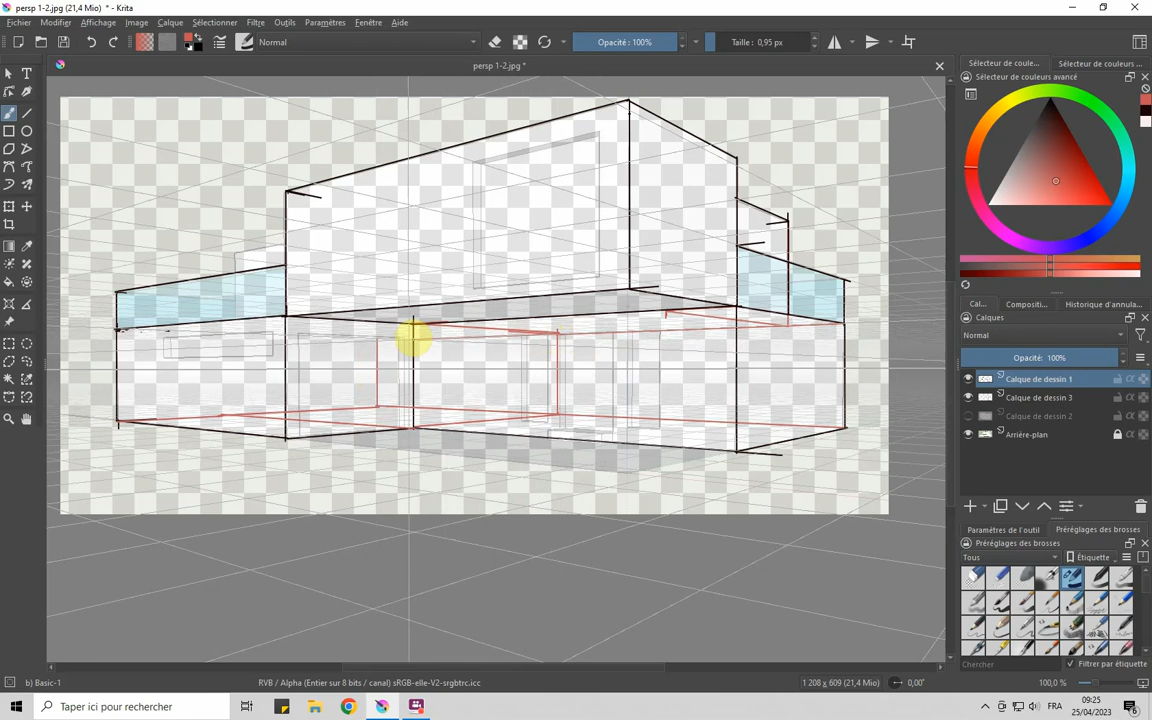 persp 1-2.jpg (21,4 Mio) * - Krita
Fichier Modifier Affichage Image Calque Sélectionner Filtre Outils Paramètres Fenêtre Aide
Normal Opacité : 100% Taille : 0,95 px
persp 1-2.jpg * Sélecteur de coule... Sélecteur de couleurs ...
Sélecteur de couleurs avancé
Cal... Compositi... Historique d'annula...
Calques
Normal
Opacité: 100%
Calque de dessin 1
Calque de dessin 3
Calque de dessin 2
Arrière-plan
Paramètres de l'outil Préréglages des brosses
Préréglages des brosses
Tous Étiquette
Chercher Filtrer par étiquette
b) Basic-1 RVB / Alpha (Entier sur 8 bits / canal) sRGB-elle-V2-srgbtrc.icc 1 208 x 609 (21,4 Mio) 0,00° 100,0 %
Taper ici pour rechercher FRA 09:25
25/04/2023 6